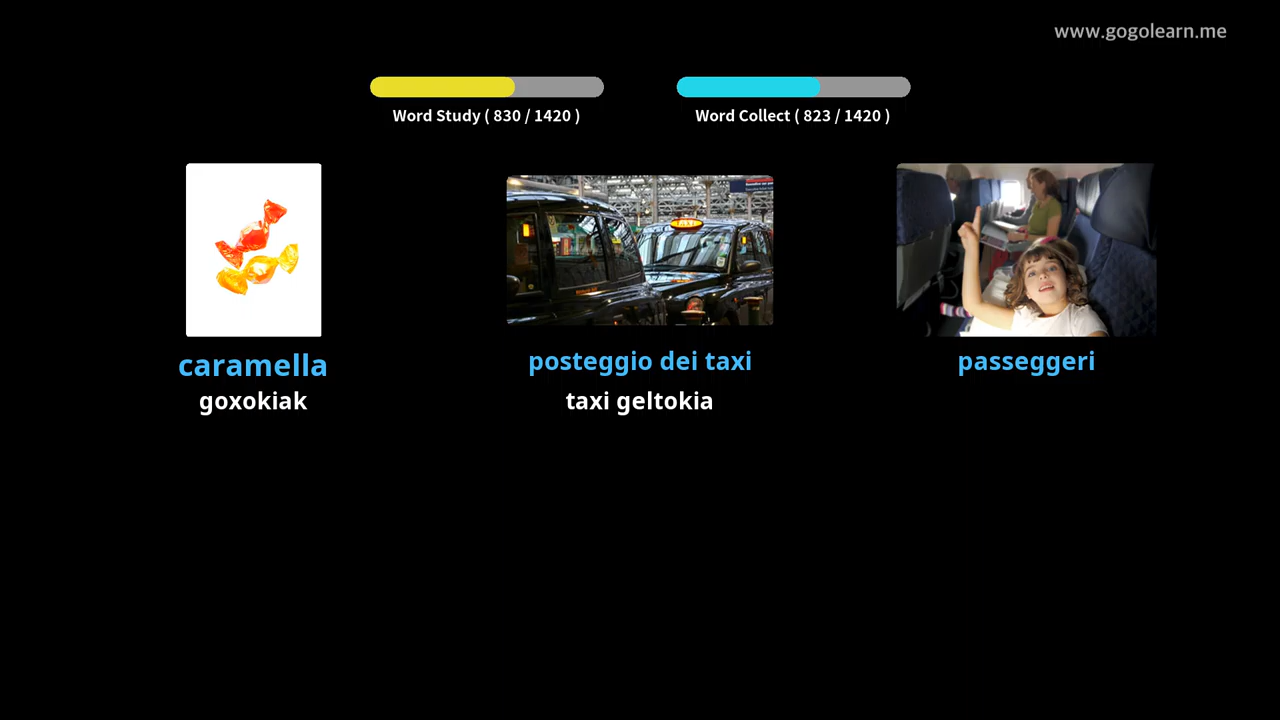 www.gogolearn.me
Word Study ( 830 / 1420 )
Word Collect ( 823 / 1420 )
TAXI
caramella
posteggio dei taxi
passeggeri
goxokiak
taxi geltokia